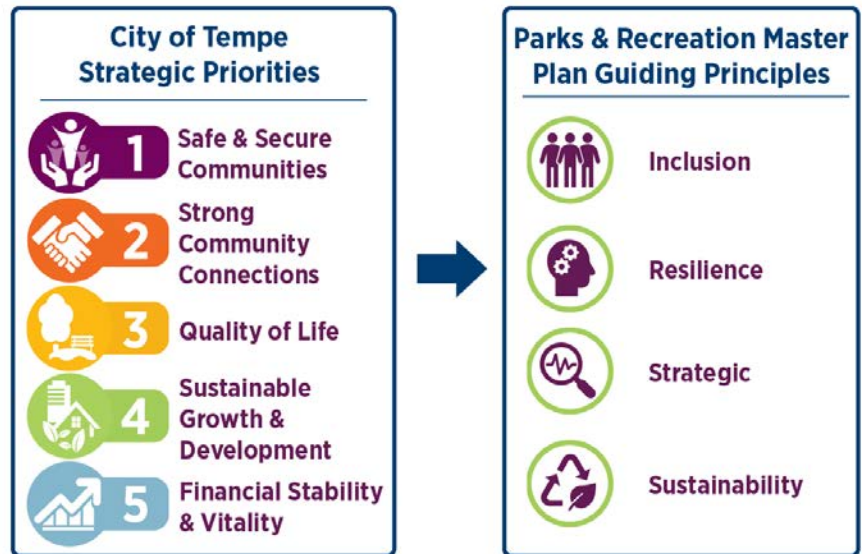 City of Tempe
Strategic Priorities
1
Safe & Secure
Communities
2
Strong
Community
Connections
3
Quality of Life
4
Sustainable
Growth &
Development
5
Financial Stability
& Vitality
Parks & Recreation Master
Plan Guiding Principles
Inclusion
Resilience
Strategic
Sustainability